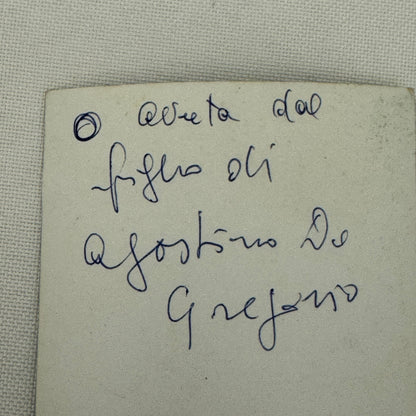 avuta dal
figlio di
Agostino De
Gregorio